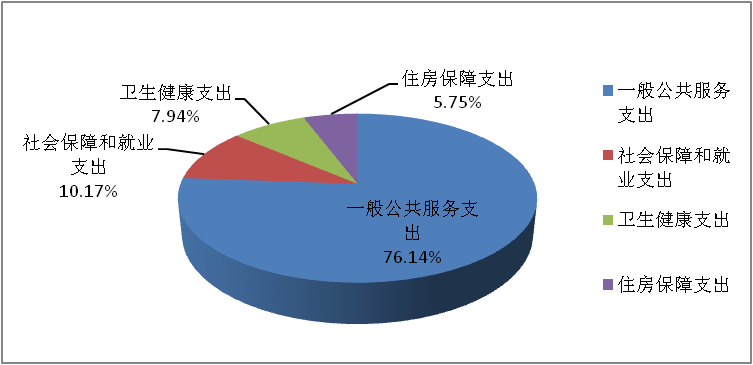 住房保障支出
5.75%
卫生健康支出
7.94%
社会保障和就业
支出
10.17%
一般公共服务支
出
76.14%
一般公共服务
支出
社会保障和就
业支出
卫生健康支出
住房保障支出